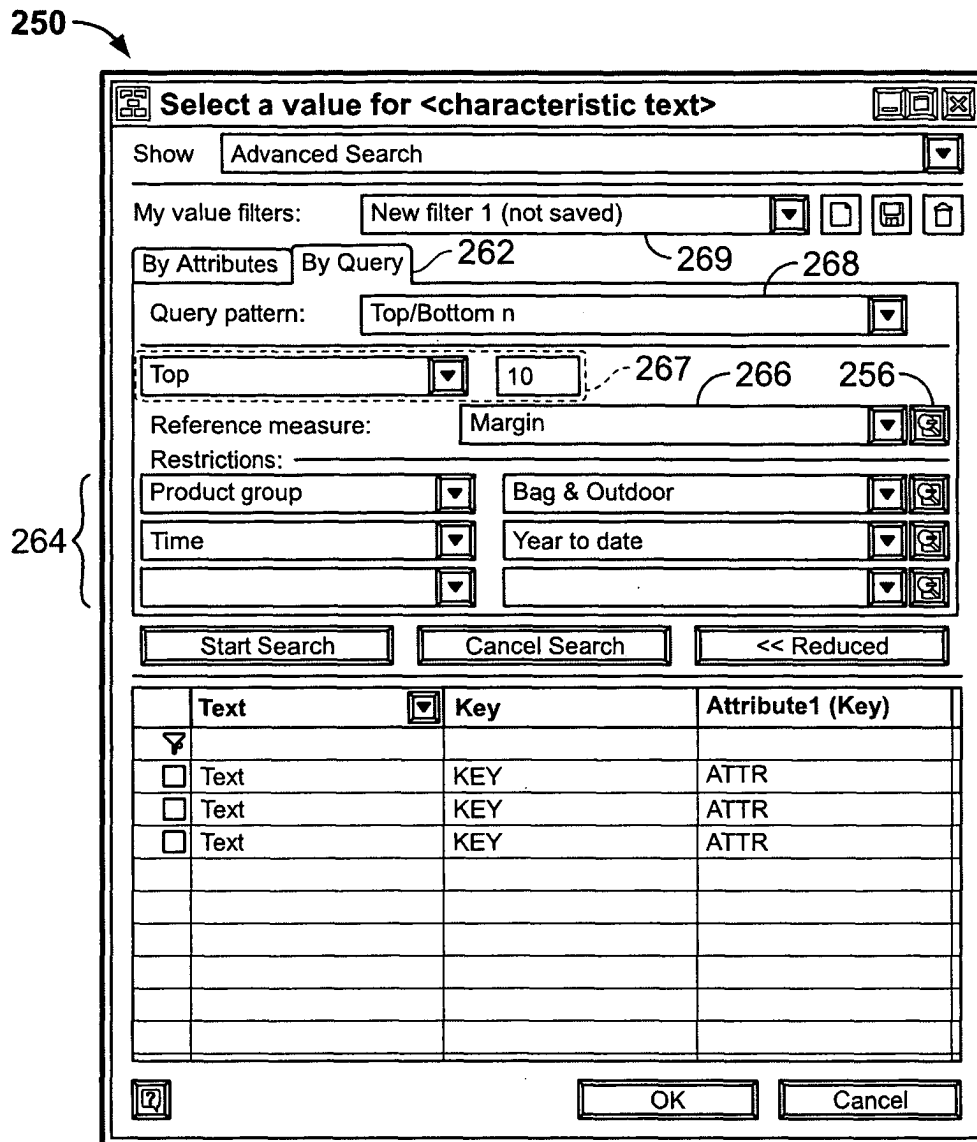 250
Select a value for <characteristic text>
Show Advanced Search
My value filters: New filter 1 (not saved)
By Attributes By Query 262 269 268
Query pattern: Top/Bottom n
Top 10 267 266 256
Reference measure: Margin
Restrictions:
264
Product group Bag & Outdoor
Time Year to date
Start Search Cancel Search << Reduced
Text Key Attribute1 (Key)
Text KEY ATTR
Text KEY ATTR
Text KEY ATTR
? OK Cancel